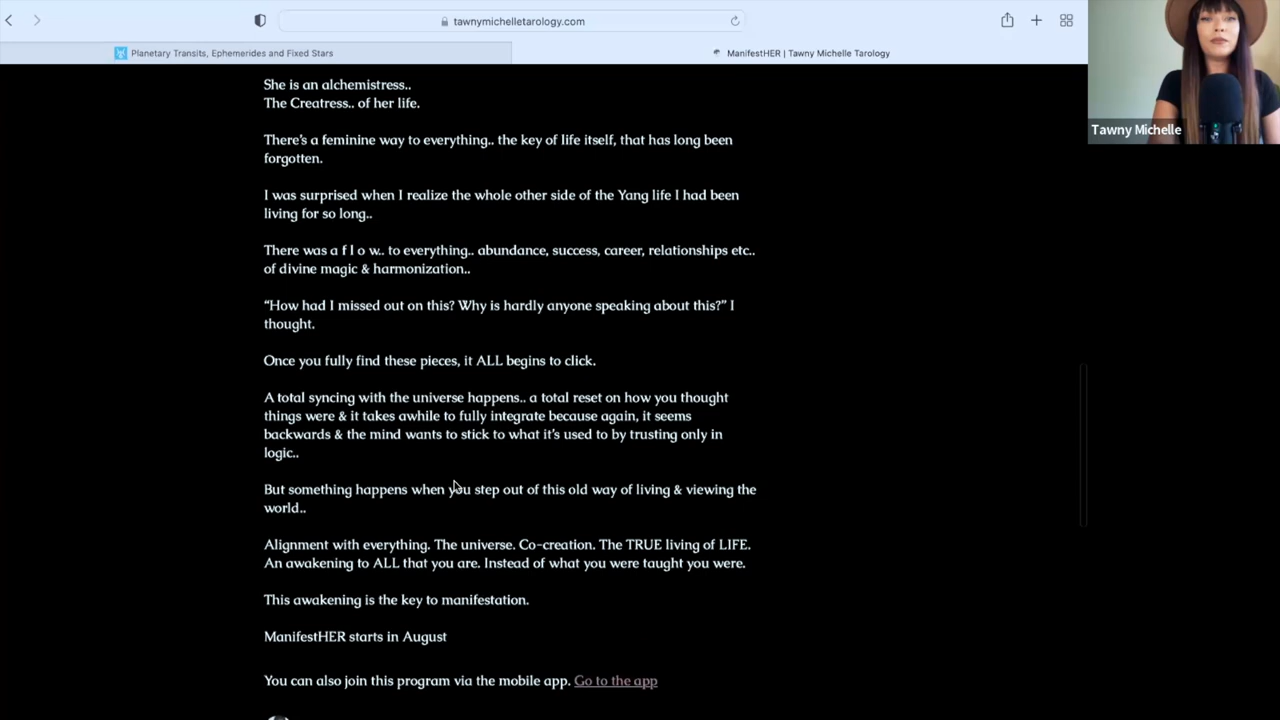 tawnymichelletarology.com
Planetary Transits, Ephemerides and Fixed Stars
ManifestHER | Tawny Michelle Tarology
Tawny Michelle
She is an alchemistress..
The Creatress.. of her life.
There's a feminine way to everything.. the key of life itself, that has long been
forgotten.
I was surprised when I realize the whole other side of the Yang life I had been
living for so long..
There was a f l o w.. to everything.. abundance, success, career, relationships etc..
of divine magic & harmonization..
“How had I missed out on this? Why is hardly anyone speaking about this?” I
thought.
Once you fully find these pieces, it ALL begins to click.
A total syncing with the universe happens.. a total reset on how you thought
things were & it takes awhile to fully integrate because again, it seems
backwards & the mind wants to stick to what it's used to by trusting only in
logic..
But something happens when you step out of this old way of living & viewing the
world..
Alignment with everything. The universe. Co-creation. The TRUE living of LIFE.
An awakening to ALL that you are. Instead of what you were taught you were.
This awakening is the key to manifestation.
ManifestHER starts in August
You can also join this program via the mobile app. Go to the app